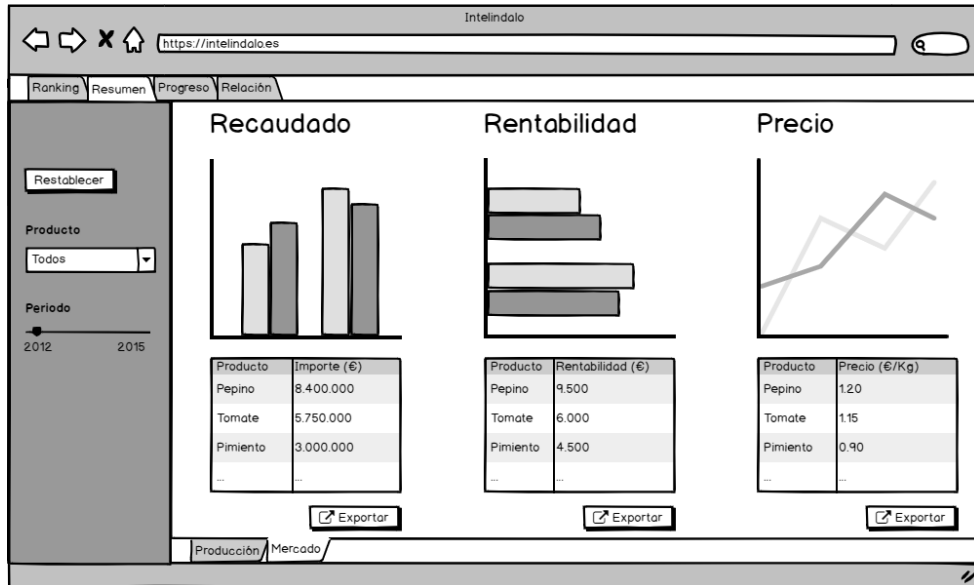 Intelindalo
https://intelindalo.es
Ranking Resumen Progreso Relación
Restablecer
Producto
Todos
Periodo
2012 2015
Recaudado
Producto Importe (€)
Pepino 8.400.000
Tomate 5.750.000
Pimiento 3.000.000
... ...
Exportar
Rentabilidad
Producto Rentabilidad (€)
Pepino 9.500
Tomate 6.000
Pimiento 4.500
... ...
Exportar
Precio
Producto Precio (€/Kg)
Pepino 1.20
Tomate 1.15
Pimiento 0.90
... ...
Exportar
Producción Mercado